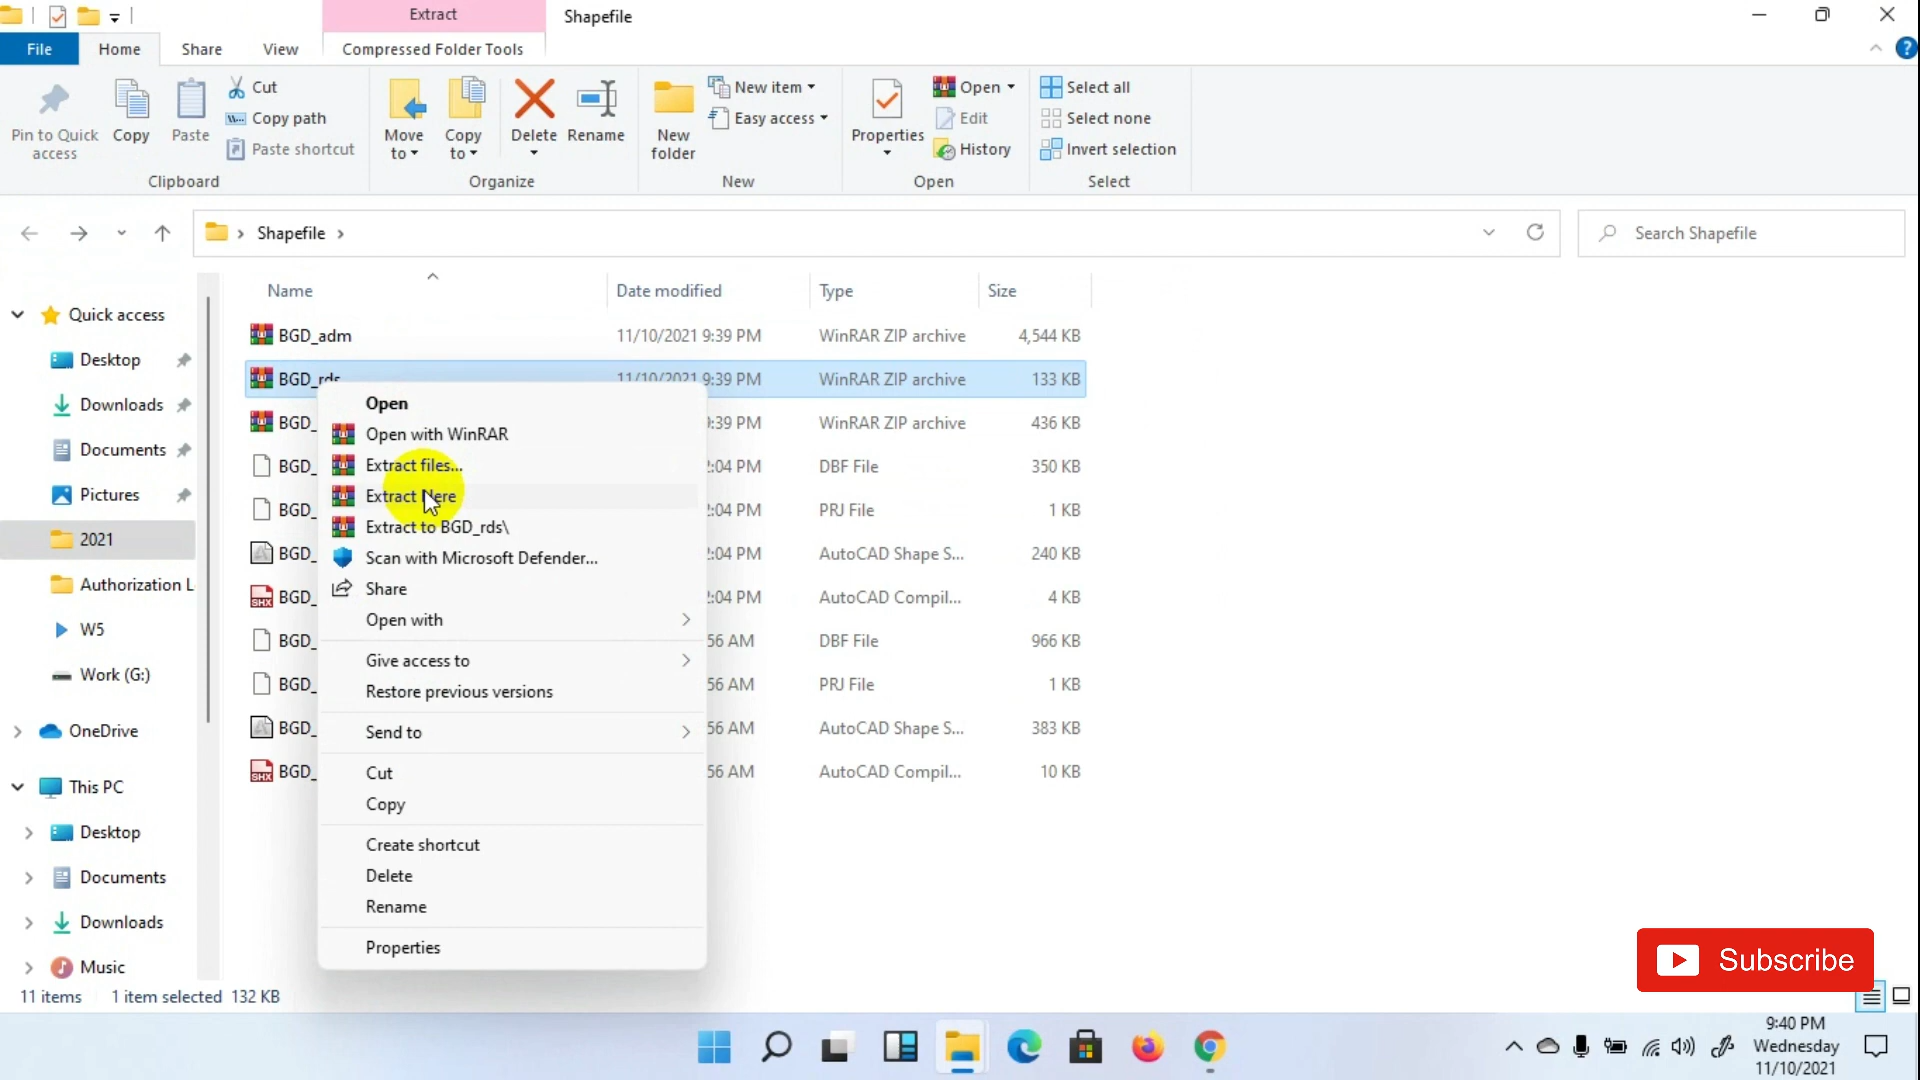 Extract
Shapefile
File
Home
Share
View
Compressed Folder Tools
Pin to Quick
access
Copy
Paste
Cut
Copy path
Paste shortcut
Clipboard
Move
to
Copy
to
Delete
Rename
Organize
New
folder
New item
Easy access
New
Properties
Open
Edit
History
Open
Select all
Select none
Invert selection
Select
Shapefile
Search Shapefile
Name
Date modified
Type
Size
Quick access
Desktop
Downloads
Documents
Pictures
2021
Authorization L
W5
Work (G:)
OneDrive
This PC
Desktop
Documents
Downloads
Music
BGD_adm 11/10/2021 9:39 PM WinRAR ZIP archive 4,544 KB
BGD_rds 11/10/2021 9:39 PM WinRAR ZIP archive 133 KB
BGD_ :39 PM WinRAR ZIP archive 436 KB
BGD_ :04 PM DBF File 350 KB
BGD_ :04 PM PRJ File 1 KB
BGD_ :04 PM AutoCAD Shape S... 240 KB
BGD_ :04 PM AutoCAD Compil... 4 KB
BGD_ 56 AM DBF File 966 KB
BGD_ 56 AM PRJ File 1 KB
BGD_ 56 AM AutoCAD Shape S... 383 KB
BGD_ 56 AM AutoCAD Compil... 10 KB
Open
Open with WinRAR
Extract files...
Extract Here
Extract to BGD_rds\
Scan with Microsoft Defender...
Share
Open with
Give access to
Restore previous versions
Send to
Cut
Copy
Create shortcut
Delete
Rename
Properties
Subscribe
11 items 1 item selected 132 KB
9:40 PM
Wednesday
11/10/2021